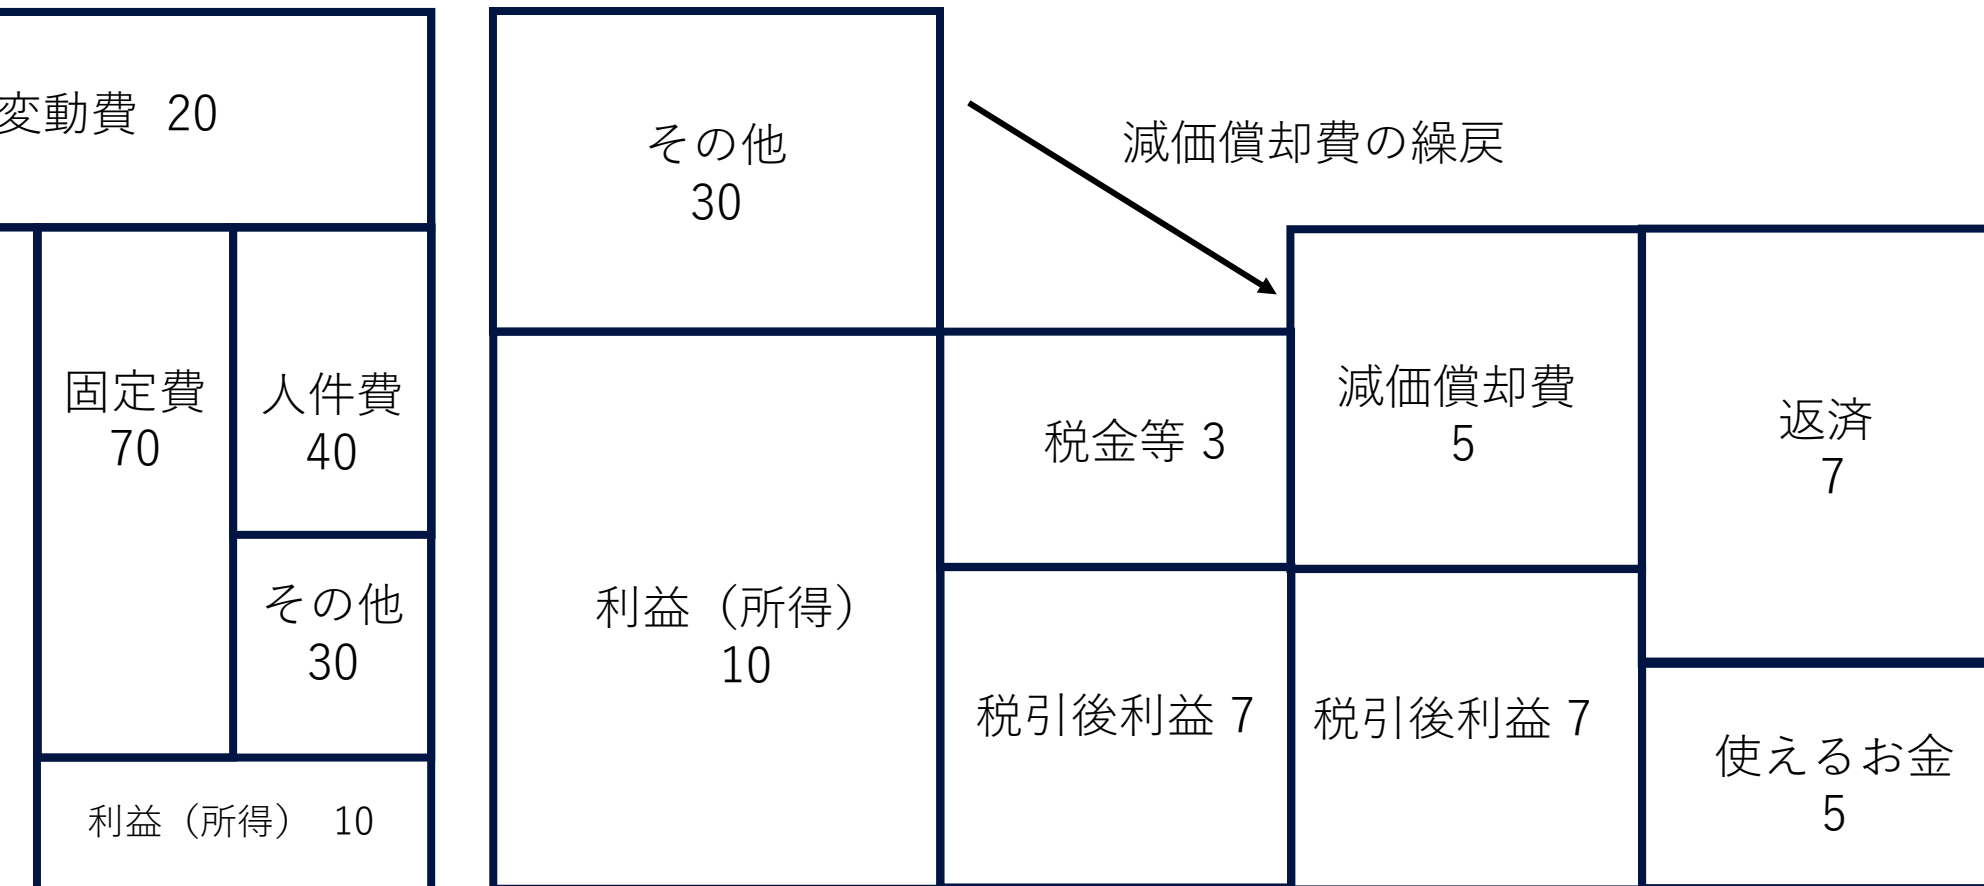 変動費 20
固定費
70
人件費
40
その他
30
利益（所得） 10
その他
30
利益（所得）
10
減価償却費の繰戻
税金等 3
税引後利益 7
減価償却費
5
税引後利益 7
返済
7
使えるお金
5